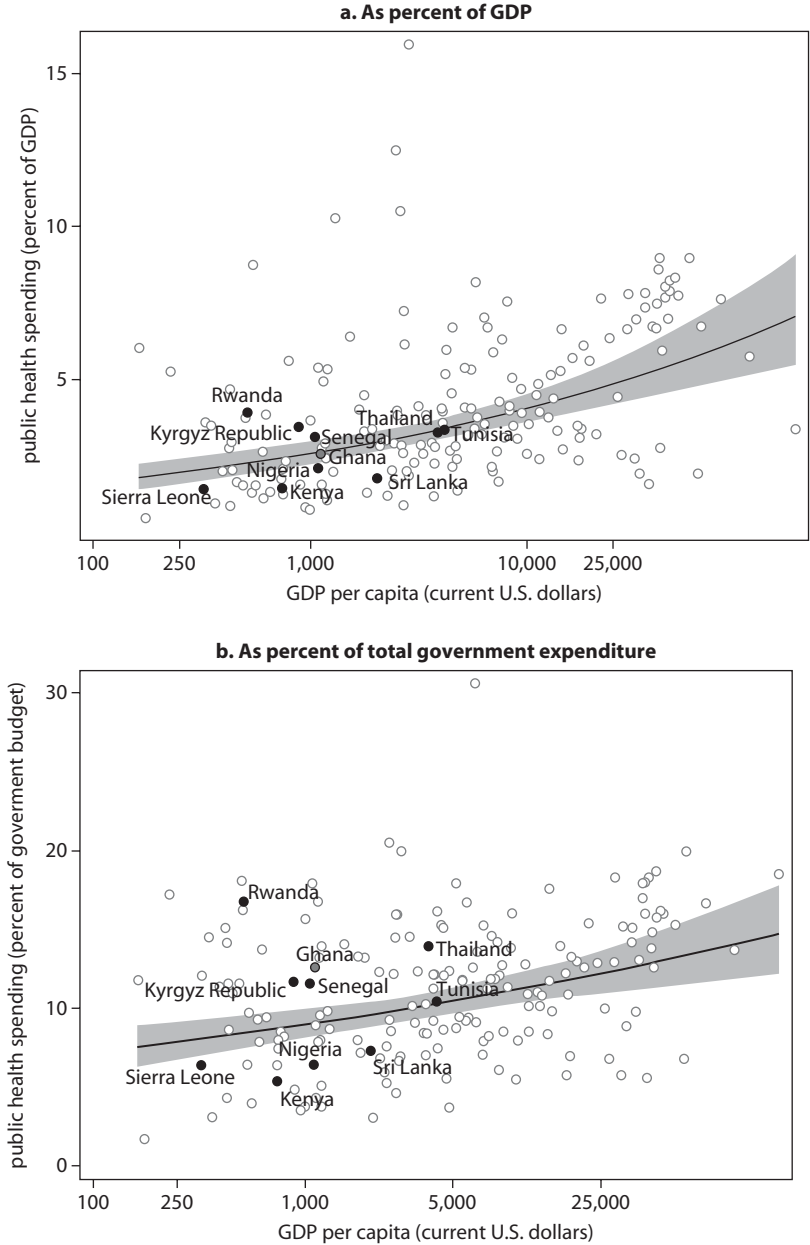 a. As percent of GDP
public health spending (percent of GDP)
15
10
5
Rwanda
Kyrgyz Republic
Thailand
Senegal
Tunisia
Ghana
Nigeria
Sri Lanka
Sierra Leone
Kenya
100 250 1,000 10,000 25,000
GDP per capita (current U.S. dollars)
b. As percent of total government expenditure
public health spending (percent of goverment budget)
30
20
10
0
Rwanda
Ghana
Thailand
Kyrgyz Republic
Senegal
Tunisia
Nigeria
Sierra Leone
Sri Lanka
Kenya
100 250 1,000 5,000 25,000
GDP per capita (current U.S. dollars)